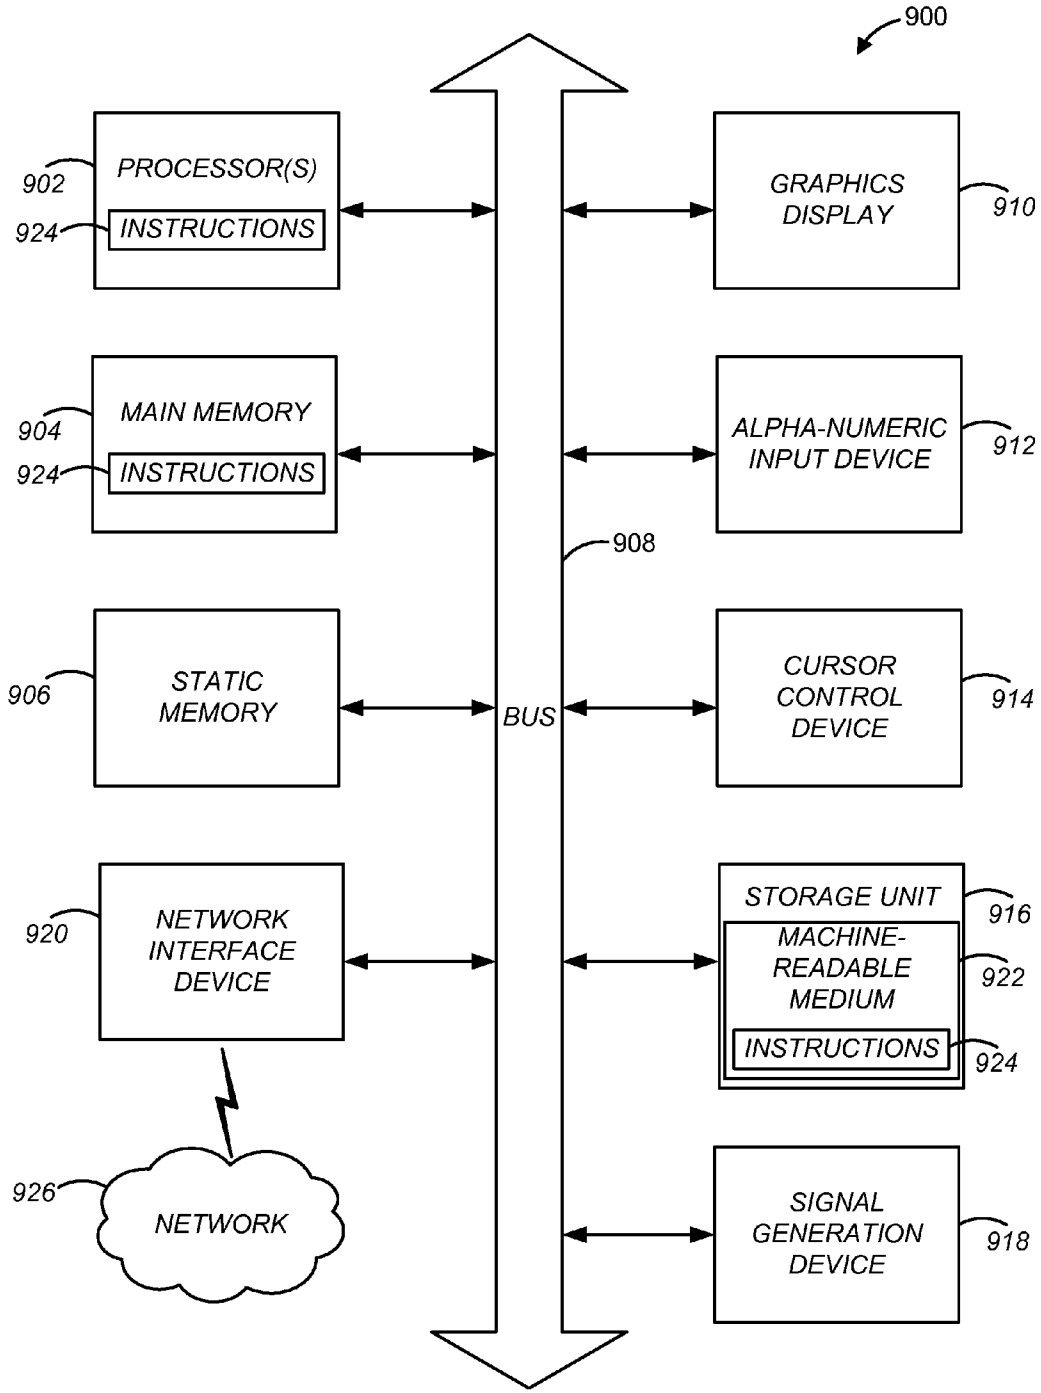 900
PROCESSOR(S)
902
924
INSTRUCTIONS
GRAPHICS
DISPLAY
910
MAIN MEMORY
904
924
INSTRUCTIONS
ALPHA-NUMERIC
INPUT DEVICE
912
908
STATIC
MEMORY
906
BUS
CURSOR
CONTROL
DEVICE
914
NETWORK
INTERFACE
DEVICE
920
STORAGE UNIT
916
MACHINE-
READABLE
MEDIUM
922
INSTRUCTIONS
924
926
NETWORK
SIGNAL
GENERATION
DEVICE
918